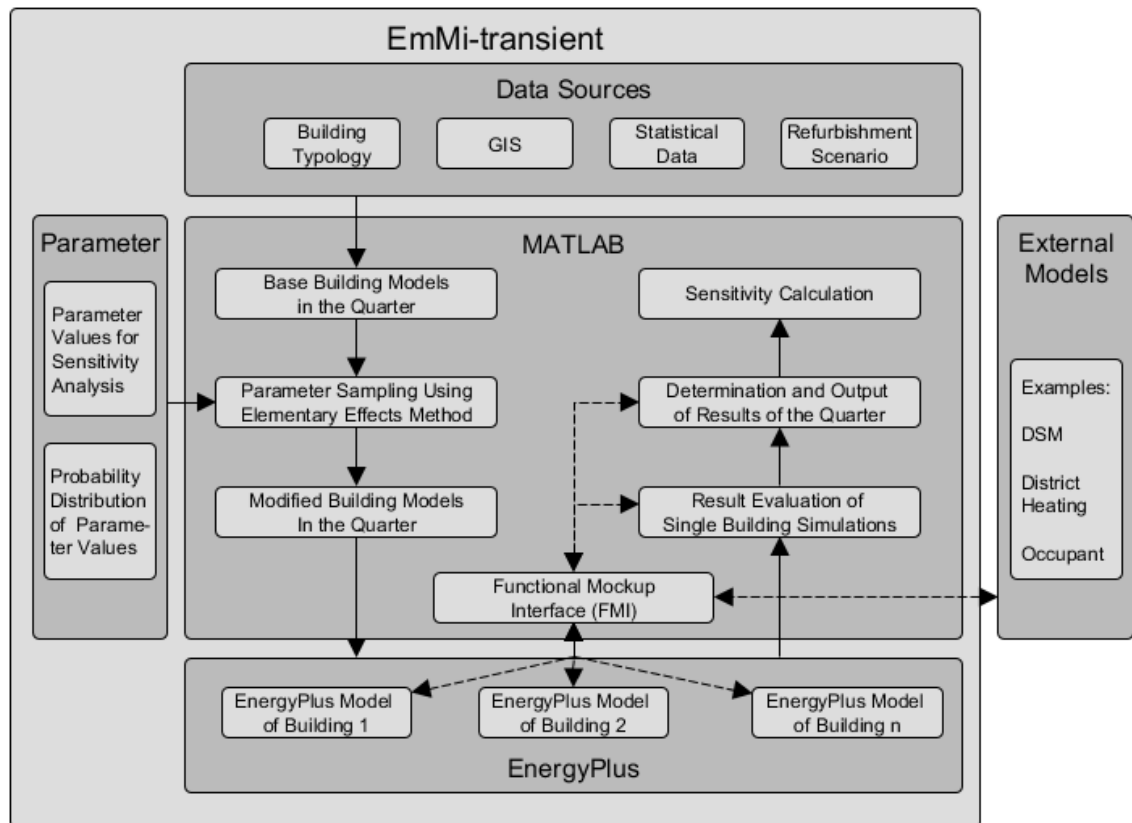 EmMi-transient
Data Sources
Building
Typology
GIS
Statistical
Data
Refurbishment
Scenario
Parameter
Parameter
Values for
Sensitivity
Analysis
Probability
Distribution
of Parame-
ter Values
MATLAB
Base Building Models
in the Quarter
Parameter Sampling Using
Elementary Effects Method
Modified Building Models
In the Quarter
Sensitivity Calculation
Determination and Output
of Results of the Quarter
Result Evaluation of
Single Building Simulations
Functional Mockup
Interface (FMI)
External
Models
Examples:
DSM
District
Heating
Occupant
EnergyPlus Model
of Building 1
EnergyPlus Model
of Building 2
EnergyPlus Model
of Building n
EnergyPlus